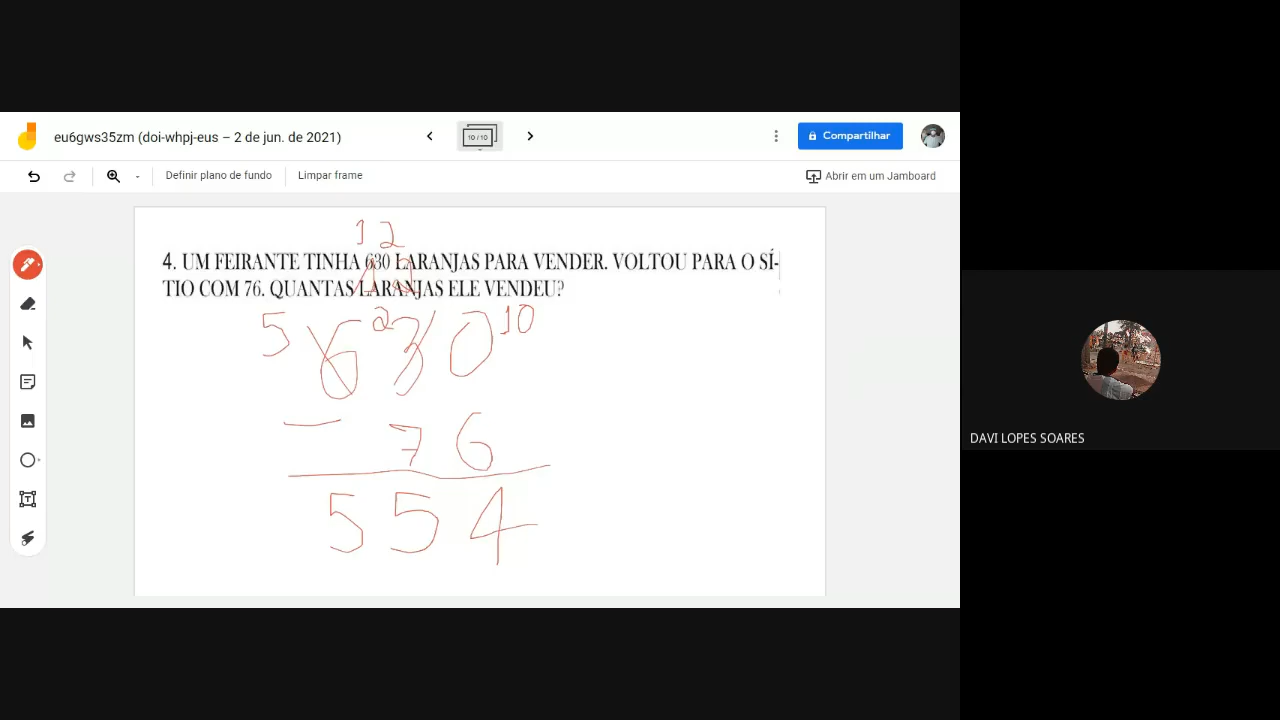 eu6gws35zm (doi-whpj-eus – 2 de jun. de 2021)
10 / 10
Compartilhar
Definir plano de fundo
Limpar frame
Abrir em um Jamboard
1 2
4. UM FEIRANTE TINHA 630 LARANJAS PARA VENDER. VOLTOU PARA O SÍ-
TIO COM 76. QUANTAS LARANJAS ELE VENDEU?
5 6 2 3 0 10
— 7 6
5 5 4
DAVI LOPES SOARES